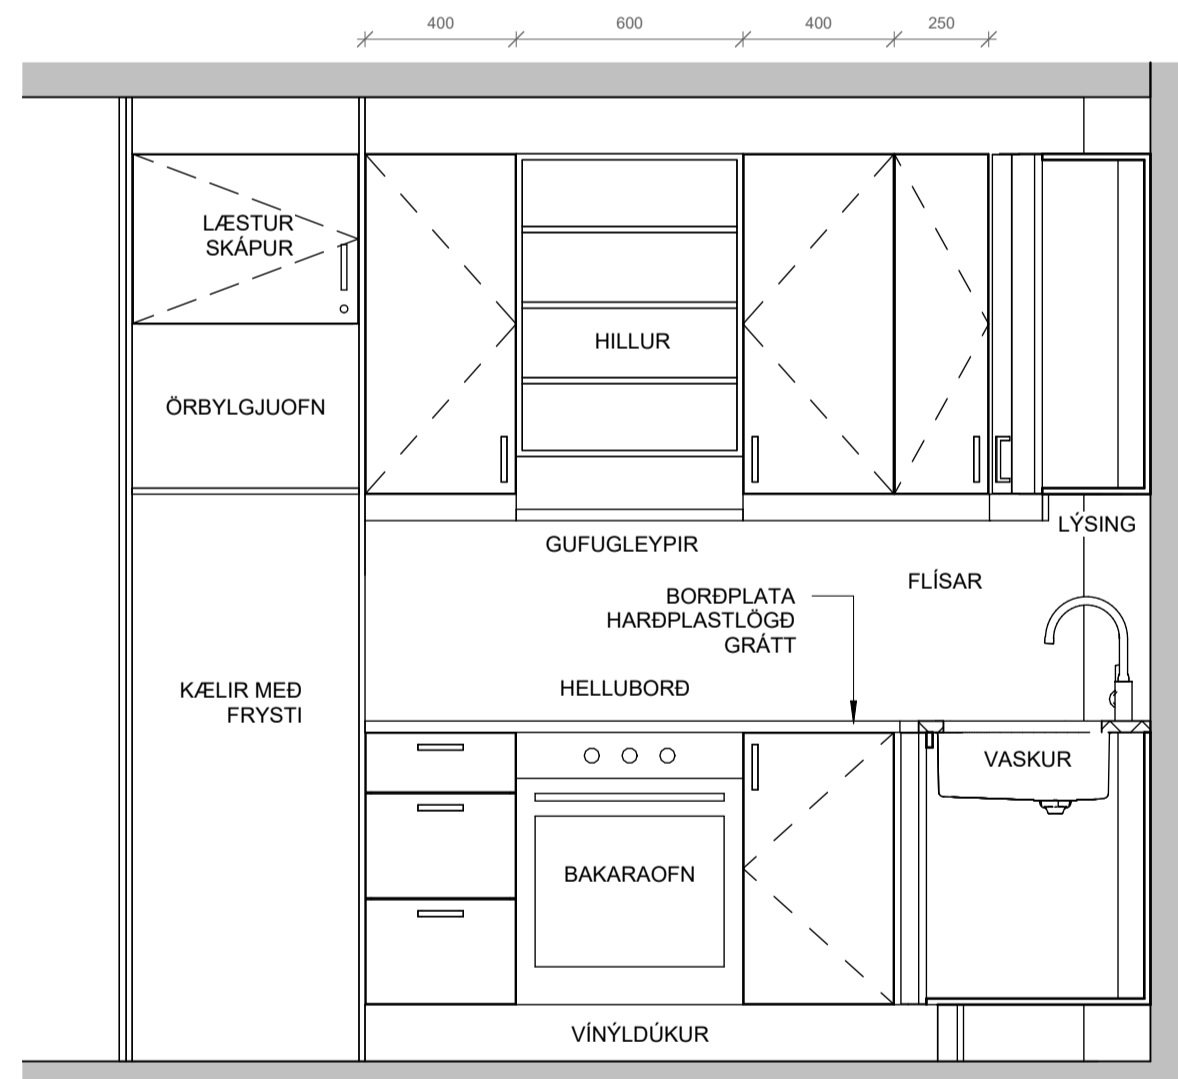 400 600 400 250
LÆSTUR
SKÁPUR
HILLUR
ÖRBYLGJUOFN
LÝSING
GUFUGLEYPIR
FLÍSAR
BORÐPLATA
HARÐPLASTLÖGÐ
GRÁTT
KÆLIR MEÐ
FRYSTI
HELLUBORÐ
VASKUR
BAKARAOFN
VÍNÝLDÚKUR